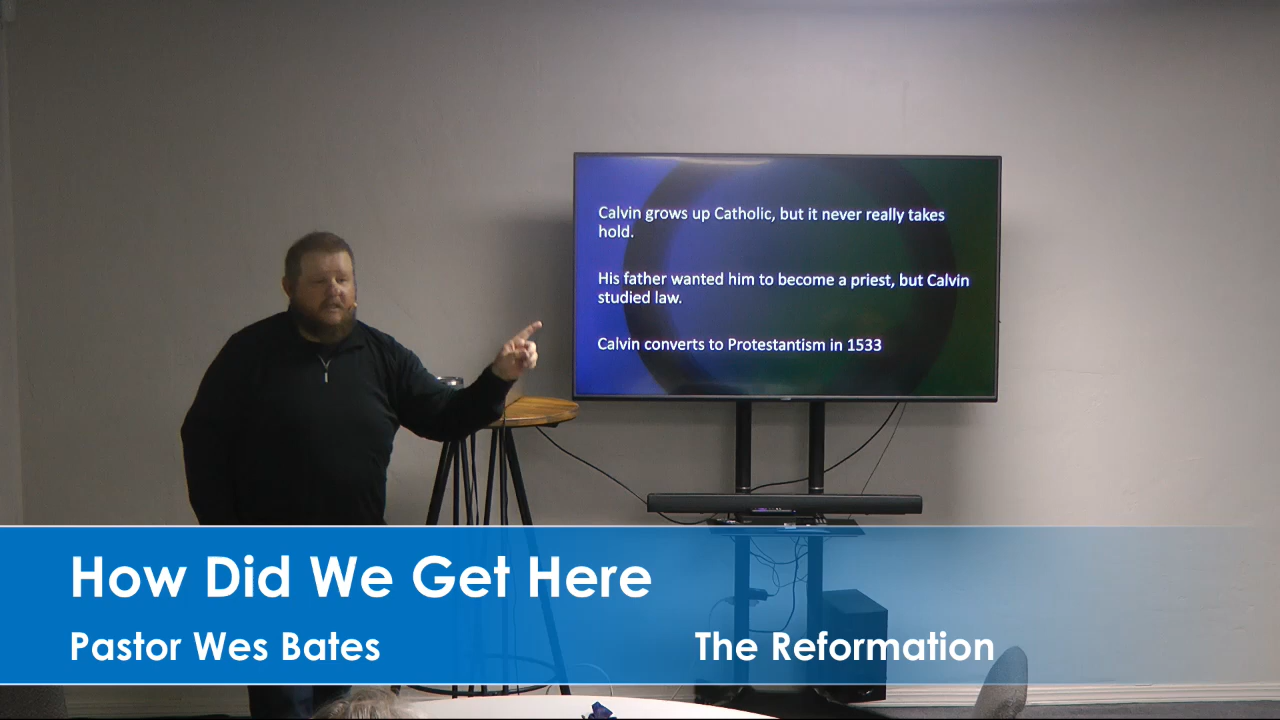 Calvin grows up Catholic, but it never really takes
hold.
His father wanted him to become a priest, but Calvin
studied law.
Calvin converts to Protestantism in 1533
How Did We Get Here
Pastor Wes Bates
The Reformation